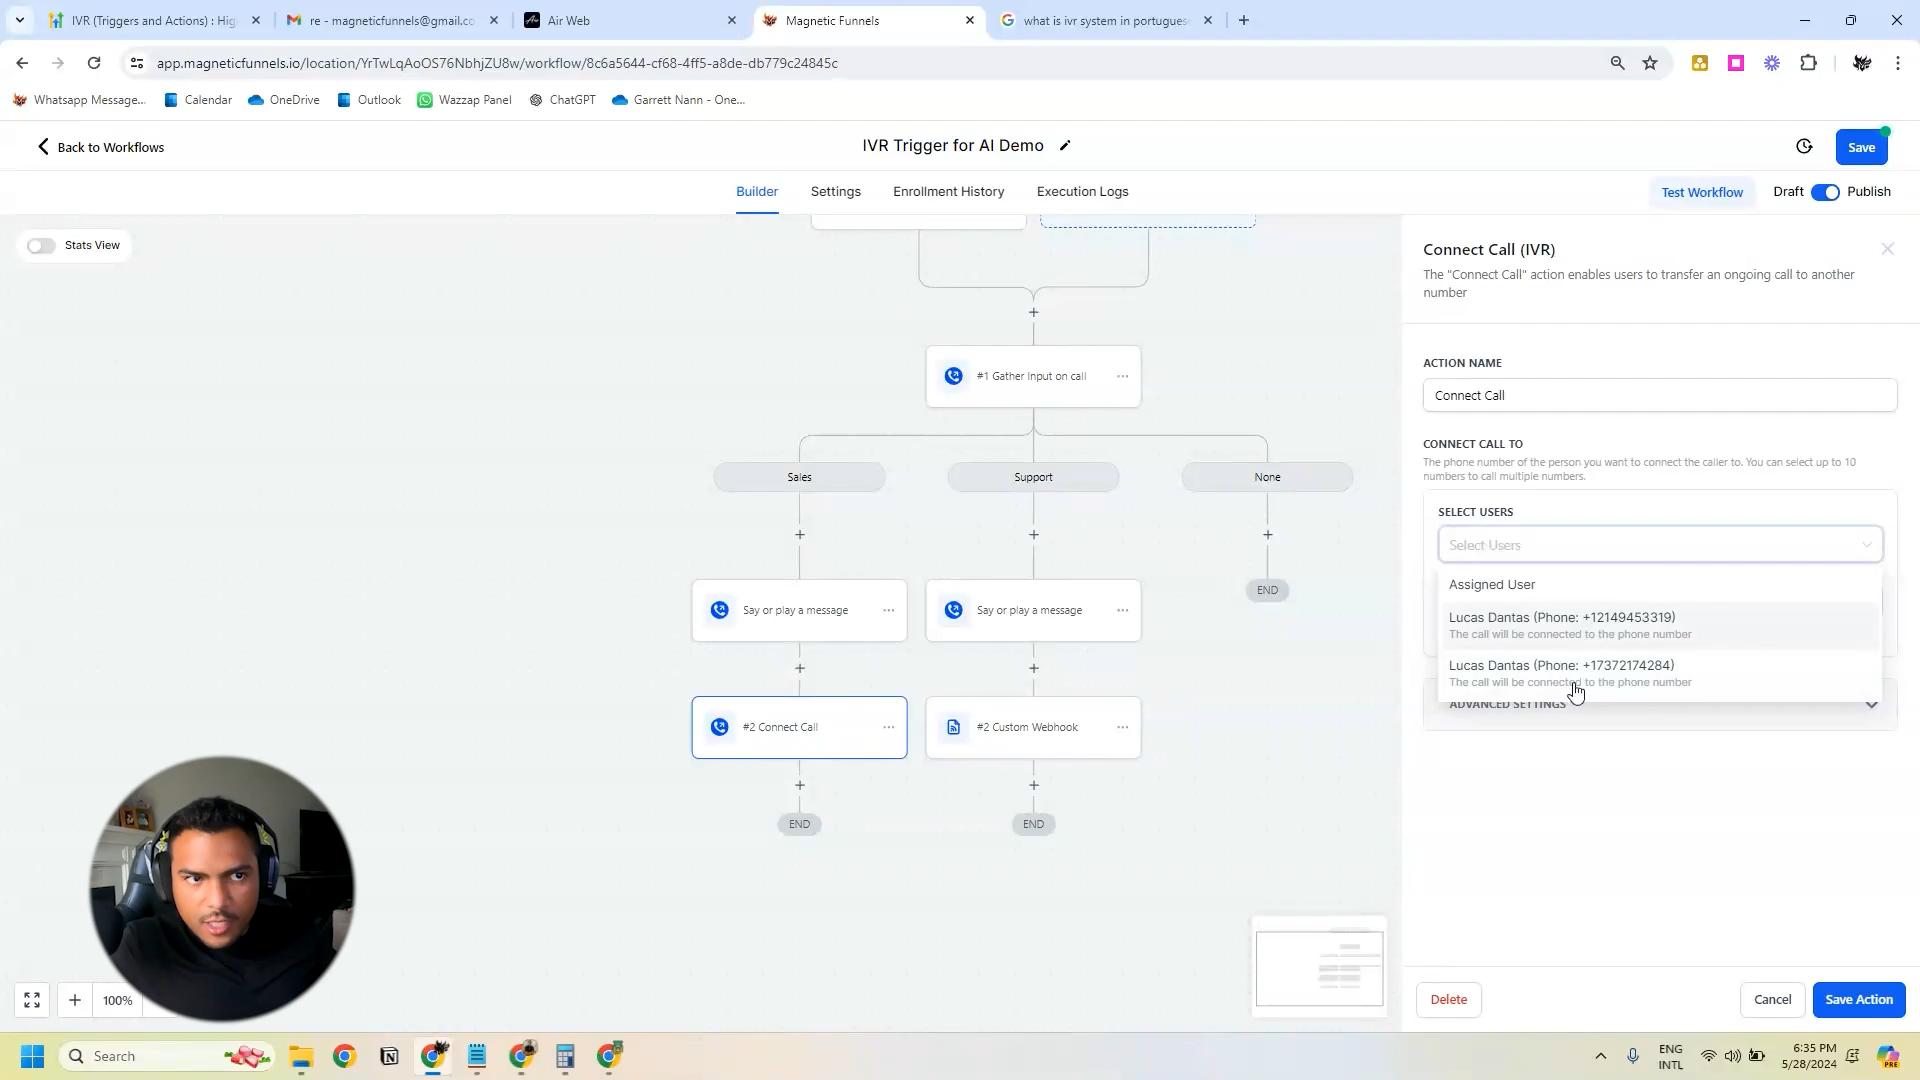 IVR (Triggers and Actions) : Hig
re - magneticfunnels@gmail.co
Air Web
Magnetic Funnels
what is ivr system in portugues
app.magneticfunnels.io/location/YrTwLqAoOS76NbhjZU8w/workflow/8c6a5644-cf68-4ff5-a8de-db779c24845c
Whatsapp Message...
Calendar
OneDrive
Outlook
Wazzap Panel
ChatGPT
Garrett Nann - One...
Back to Workflows
IVR Trigger for AI Demo
Save
Builder
Settings
Enrollment History
Execution Logs
Test Workflow
Draft
Publish
Stats View
#1 Gather Input on call
Sales
Support
None
END
Say or play a message
Say or play a message
#2 Connect Call
#2 Custom Webhook
END
END
100%
Connect Call (IVR)
The "Connect Call" action enables users to transfer an ongoing call to another
number
ACTION NAME
Connect Call
CONNECT CALL TO
The phone number of the person you want to connect the caller to. You can select up to 10
numbers to call multiple numbers.
SELECT USERS
Select Users
Assigned User
Lucas Dantas (Phone: +12149453319)
The call will be connected to the phone number
Lucas Dantas (Phone: +17372174284)
The call will be connected to the phone number
ADVANCED SETTINGS
Delete
Cancel
Save Action
Search
ENG
INTL
6:35 PM
5/28/2024
PRE